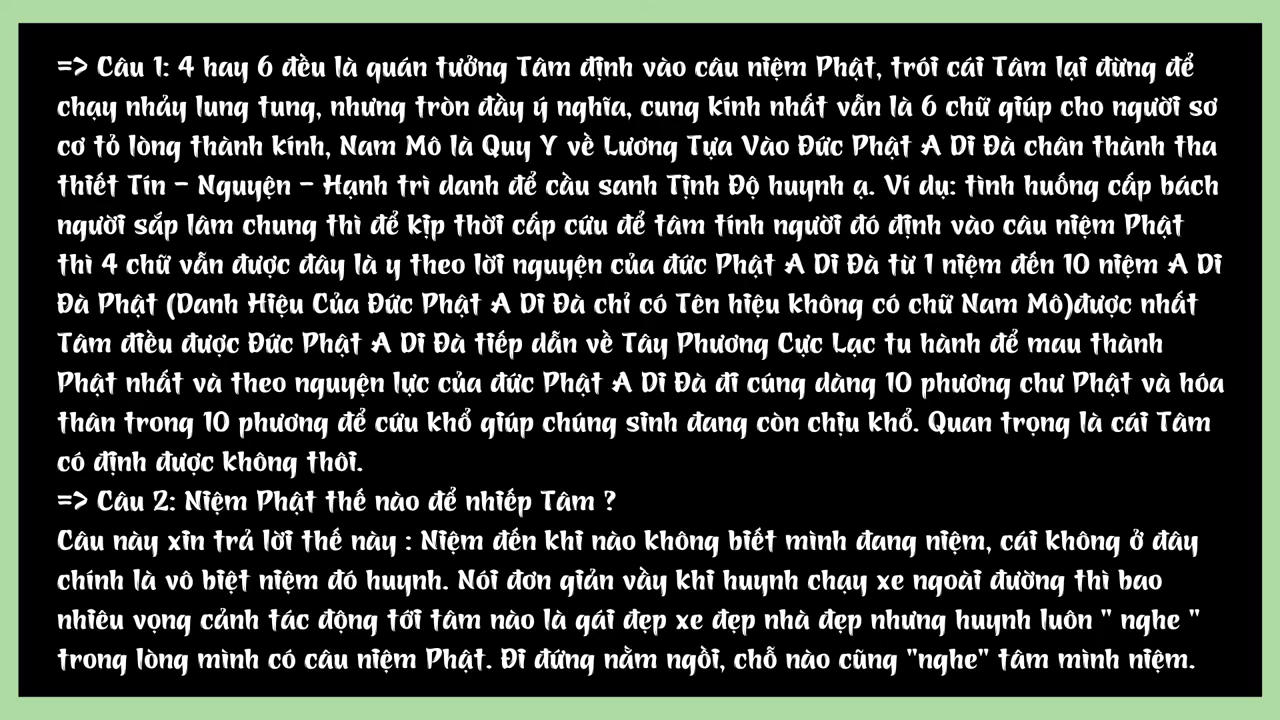 => Câu 1: 4 hay 6 đều là quán tưởng Tâm định vào câu niệm Phật, trói cái Tâm lại đừng để
chạy nhảy lung tung, nhưng tròn đầy ý nghĩa, cung kính nhất vẫn là 6 chữ giúp cho người sơ
cơ tỏ lòng thành kính, Nam Mô là Quy Y về Lương Tựa Vào Đức Phật A Di Đà chân thành tha
thiết Tín - Nguyện - Hạnh trì danh để cầu sanh Tịnh Độ huynh ạ. Ví dụ: tình huống cấp bách
người sắp lâm chung thì để kịp thời cấp cứu để tâm tính người đó định vào câu niệm Phật
thì 4 chữ vẫn được đây là y theo lời nguyện của đức Phật A Di Đà từ 1 niệm đến 10 niệm A Di
Đà Phật (Danh Hiệu Của Đức Phật A Di Đà chỉ có Tên hiệu không có chữ Nam Mô)được nhất
Tâm điều được Đức Phật A Di Đà tiếp dẫn về Tây Phương Cực Lạc tu hành để mau thành
Phật nhất và theo nguyện lực của đức Phật A Di Đà đi cúng dàng 10 phương chư Phật và hóa
thân trong 10 phương để cứu khổ giúp chúng sinh đang còn chịu khổ. Quan trọng là cái Tâm
có định được không thôi.
=> Câu 2: Niệm Phật thế nào để nhiếp Tâm ?
Câu này xin trả lời thế này : Niệm đến khi nào không biết mình đang niệm, cái không ở đây
chính là vô biệt niệm đó huynh. Nói đơn giản vầy khi huynh chạy xe ngoài đường thì bao
nhiêu vọng cảnh tác động tới tâm nào là gái đẹp xe đẹp nhà đẹp nhưng huynh luôn " nghe "
trong lòng mình có câu niệm Phật. Đi đứng nằm ngồi, chỗ nào cũng "nghe" tâm mình niệm.